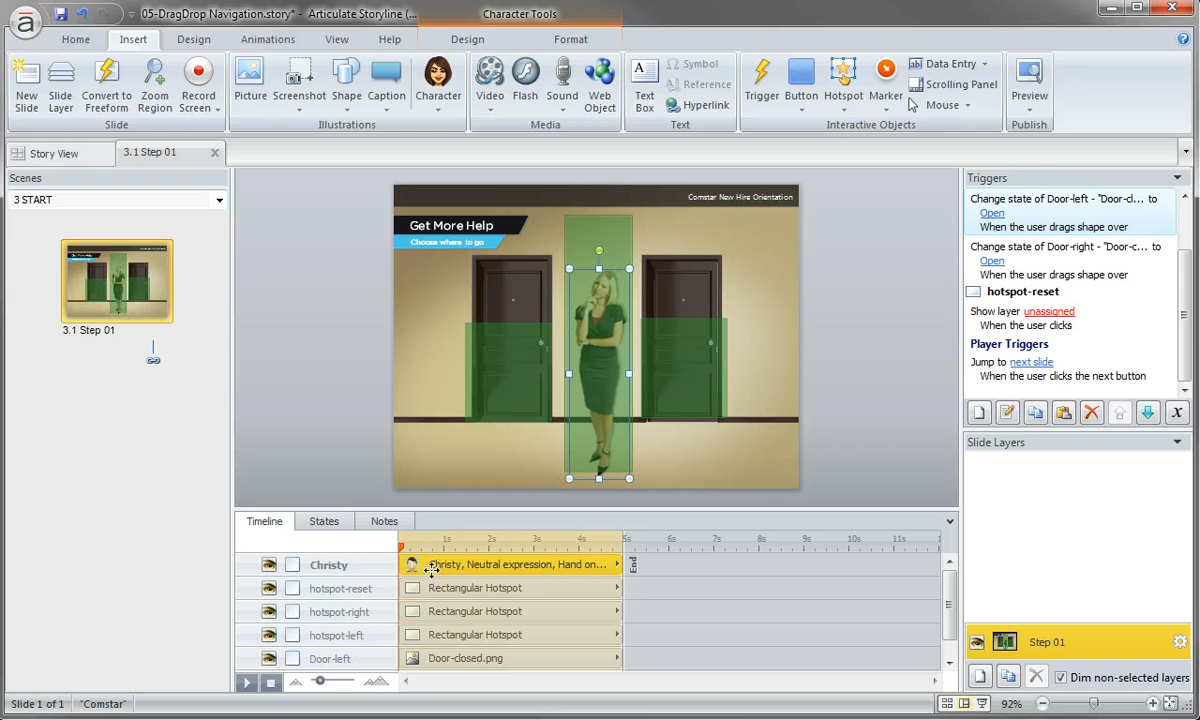 05-DragDrop Navigation.story* - Articulate Storyline (...
Character Tools
Home
Insert
Design
Animations
View
Help
Design
Format
New Slide
Slide Layer
Convert to Freeform
Zoom Region
Record Screen
Picture
Screenshot
Shape
Caption
Character
Video
Flash
Sound
Web Object
Text Box
Symbol
Reference
Hyperlink
Trigger
Button
Hotspot
Marker
Data Entry
Scrolling Panel
Mouse
Preview
Slide
Illustrations
Media
Text
Interactive Objects
Publish
Story View
3.1 Step 01
Scenes
3 START
3.1 Step 01
Comstar New Hire Orientation
Get More Help
Choose where to go
Triggers
Change state of Door-left - "Door-cl... to
Open
When the user drags shape over
Change state of Door-right - "Door-c... to
Open
When the user drags shape over
hotspot-reset
Show layer unassigned
When the user clicks
Player Triggers
Jump to next slide
When the user clicks the next button
x
Slide Layers
Step 01
Dim non-selected layers
Timeline
States
Notes
1s 2s 3s 4s 5s 6s 7s 8s 9s 10s 11s 1
Christy
Christy, Neutral expression, Hand on...
End
hotspot-reset
Rectangular Hotspot
hotspot-right
Rectangular Hotspot
hotspot-left
Rectangular Hotspot
Door-left
Door-closed.png
Slide 1 of 1
"Comstar"
92%